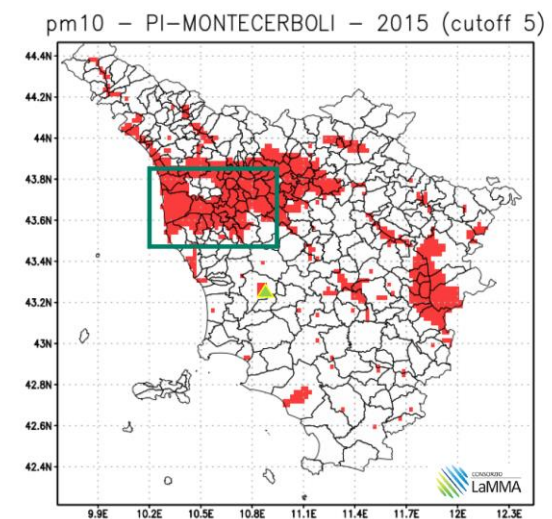 pm10 – PI–MONTECERBOLI – 2015 (cutoff 5)
44.4N
44.2N
44N
43.8N
43.6N
43.4N
43.2N
43N
42.8N
42.6N
42.4N
CONSORZIO
LaMMA
9.9E 10.2E 10.5E 10.8E 11.1E 11.4E 11.7E 12E 12.3E